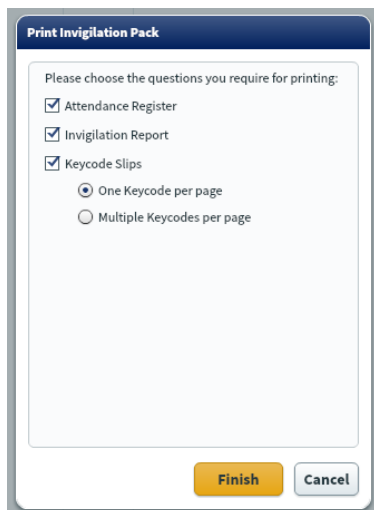 Print Invigilation Pack
Please choose the questions you require for printing:
Attendance Register
Invigilation Report
Keycode Slips
One Keycode per page
Multiple Keycodes per page
Finish Cancel